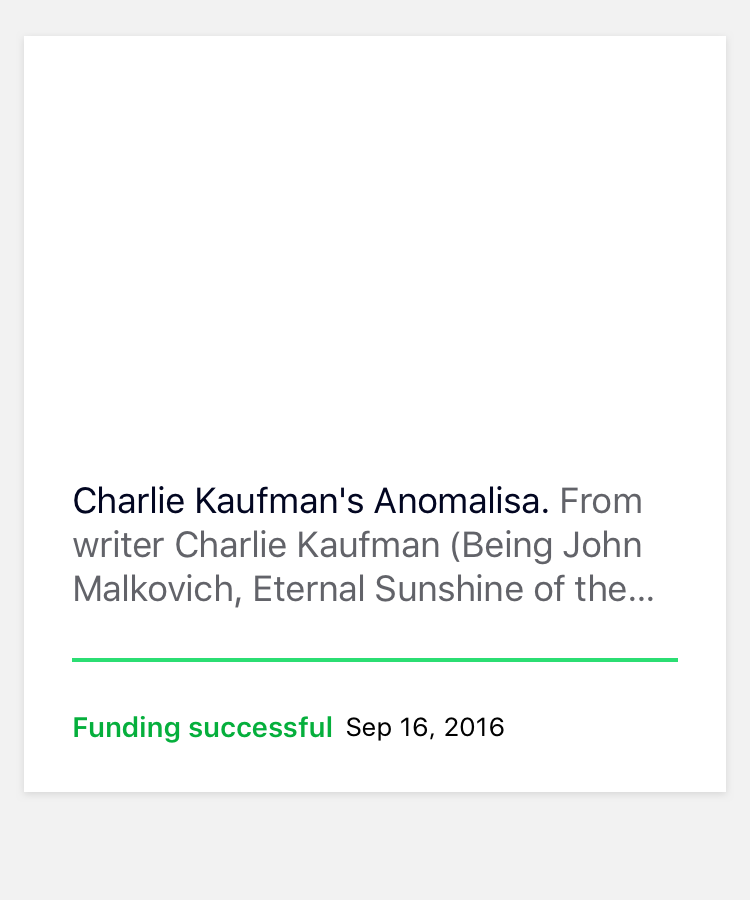 Charlie Kaufman's Anomalisa. From
writer Charlie Kaufman (Being John
Malkovich, Eternal Sunshine of the...
Funding successful Sep 16, 2016